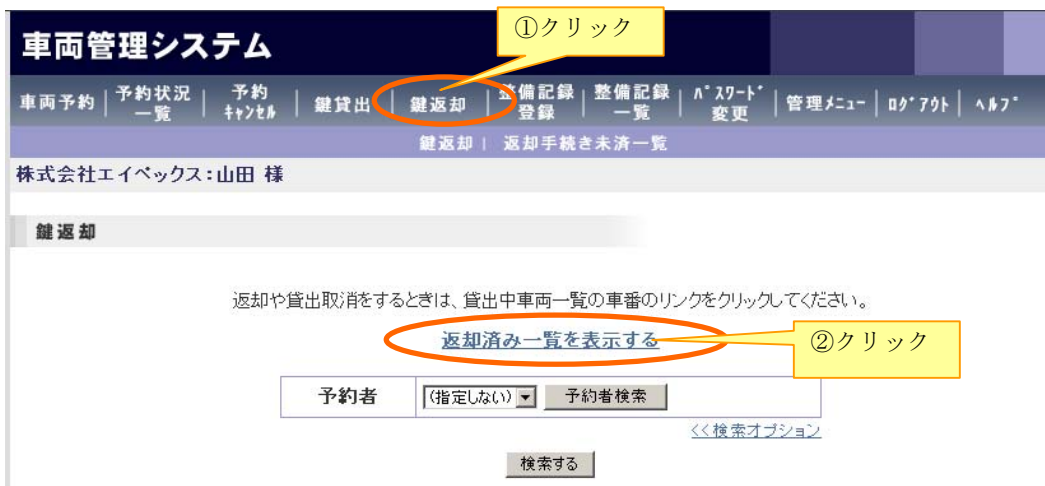 ①クリック
車両管理システム
車両予約 | 予約状況一覧 | 予約ｷｬﾝｾﾙ | 鍵貸出 | 鍵返却 | 整備記録登録 | 整備記録一覧 | ﾊﾟｽﾜｰﾄﾞ変更 | 管理ﾒﾆｭｰ | ﾛｸﾞｱｳﾄ | ﾍﾙﾌﾟ
鍵返却 | 返却手続き未済一覧
株式会社エイペックス：山田 様
鍵返却
返却や貸出取消をするときは、貸出中車両一覧の車番のリンクをクリックしてください。
返却済み一覧を表示する
②クリック
予約者 (指定しない) 予約者検索
<<検索オプション
検索する